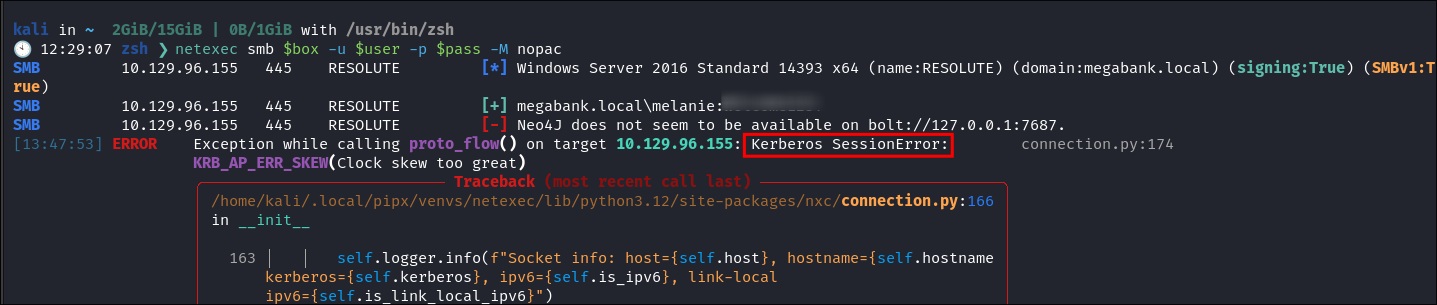 kali in ~ 2GiB/15GiB | 0B/1GiB with /usr/bin/zsh
12:29:07 zsh ❯ netexec smb $box -u $user -p $pass -M nopac
SMB 10.129.96.155 445 RESOLUTE [*] Windows Server 2016 Standard 14393 x64 (name:RESOLUTE) (domain:megabank.local) (signing:True) (SMBv1:T
rue)
SMB 10.129.96.155 445 RESOLUTE [+] megabank.local\melanie:
SMB 10.129.96.155 445 RESOLUTE [-] Neo4J does not seem to be available on bolt://127.0.0.1:7687.
[13:47:53] ERROR Exception while calling proto_flow() on target 10.129.96.155: Kerberos SessionError: connection.py:174
KRB_AP_ERR_SKEW(Clock skew too great)
Traceback (most recent call last)
/home/kali/.local/pipx/venvs/netexec/lib/python3.12/site-packages/nxc/connection.py:166
in __init__
163 │ │ self.logger.info(f"Socket info: host={self.host}, hostname={self.hostname
kerberos={self.kerberos}, ipv6={self.is_ipv6}, link-local
ipv6={self.is_link_local_ipv6}")